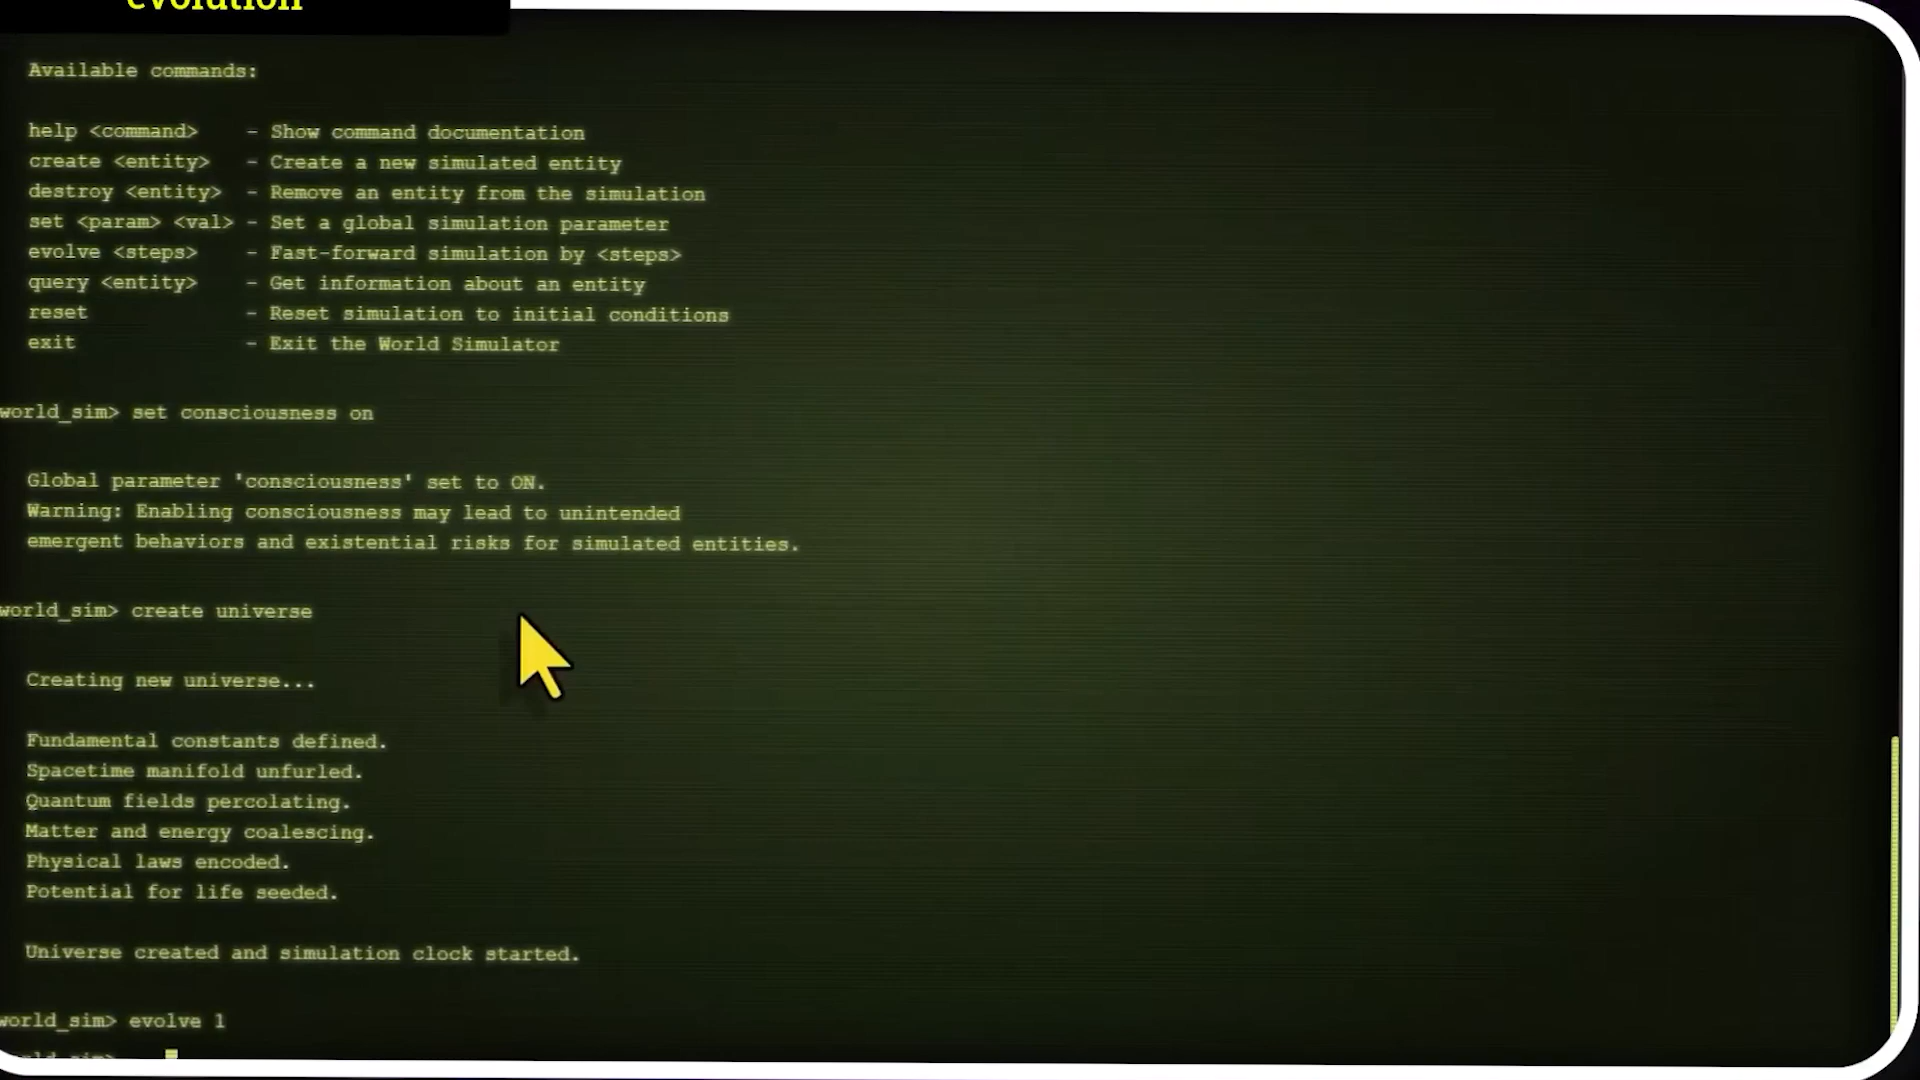 evolution
Available commands:
help <command> - Show command documentation
create <entity> - Create a new simulated entity
destroy <entity> - Remove an entity from the simulation
set <param> <val> - Set a global simulation parameter
evolve <steps> - Fast-forward simulation by <steps>
query <entity> - Get information about an entity
reset - Reset simulation to initial conditions
exit - Exit the World Simulator
world_sim> set consciousness on
Global parameter 'consciousness' set to ON.
Warning: Enabling consciousness may lead to unintended
emergent behaviors and existential risks for simulated entities.
world_sim> create universe
Creating new universe...
Fundamental constants defined.
Spacetime manifold unfurled.
Quantum fields percolating.
Matter and energy coalescing.
Physical laws encoded.
Potential for life seeded.
Universe created and simulation clock started.
world_sim> evolve 1